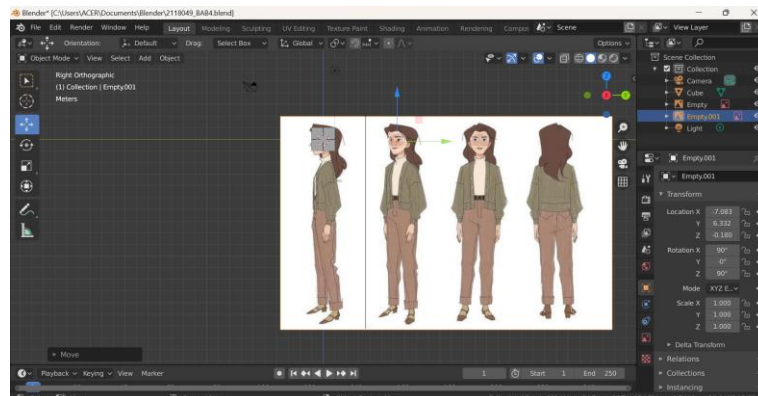 Blender* [C:\Users\ACER\Documents\Blender\2118049_BAB4.blend]
File Edit Render Window Help Layout Modeling Sculpting UV Editing Texture Paint Shading Animation Rendering Compos Scene View Layer
Orientation: Default Drag: Select Box Global Options
Object Mode View Select Add Object
Right Orthographic
(1) Collection | Empty.001
Meters
Move
Scene Collection
Collection
Camera
Cube
Empty
Empty.001
Light
Empty.001
Empty.001
Transform
Location X -7.083
Y 6.332
Z -0.180
Rotation X 90°
Y -0°
Z 90°
Mode XYZ E..
Scale X 1.000
Y 1.000
Z 1.000
Delta Transform
Relations
Collections
Instancing
Playback Keying View Marker 1 Start 1 End 250